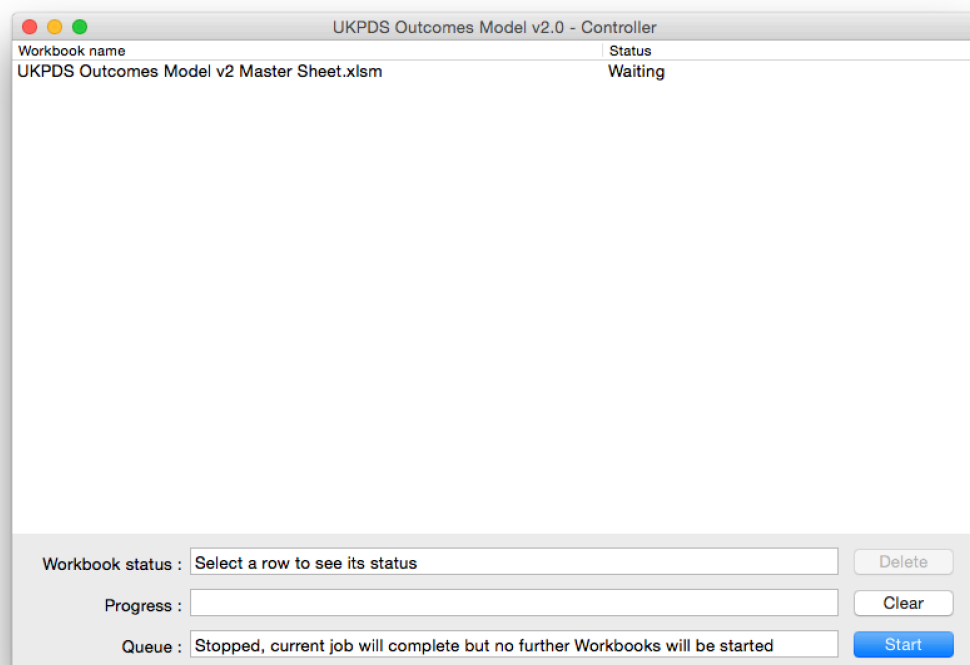 UKPDS Outcomes Model v2.0 - Controller
Workbook name Status
UKPDS Outcomes Model v2 Master Sheet.xlsm Waiting
Workbook status : Select a row to see its status Delete
Progress : Clear
Queue : Stopped, current job will complete but no further Workbooks will be started Start